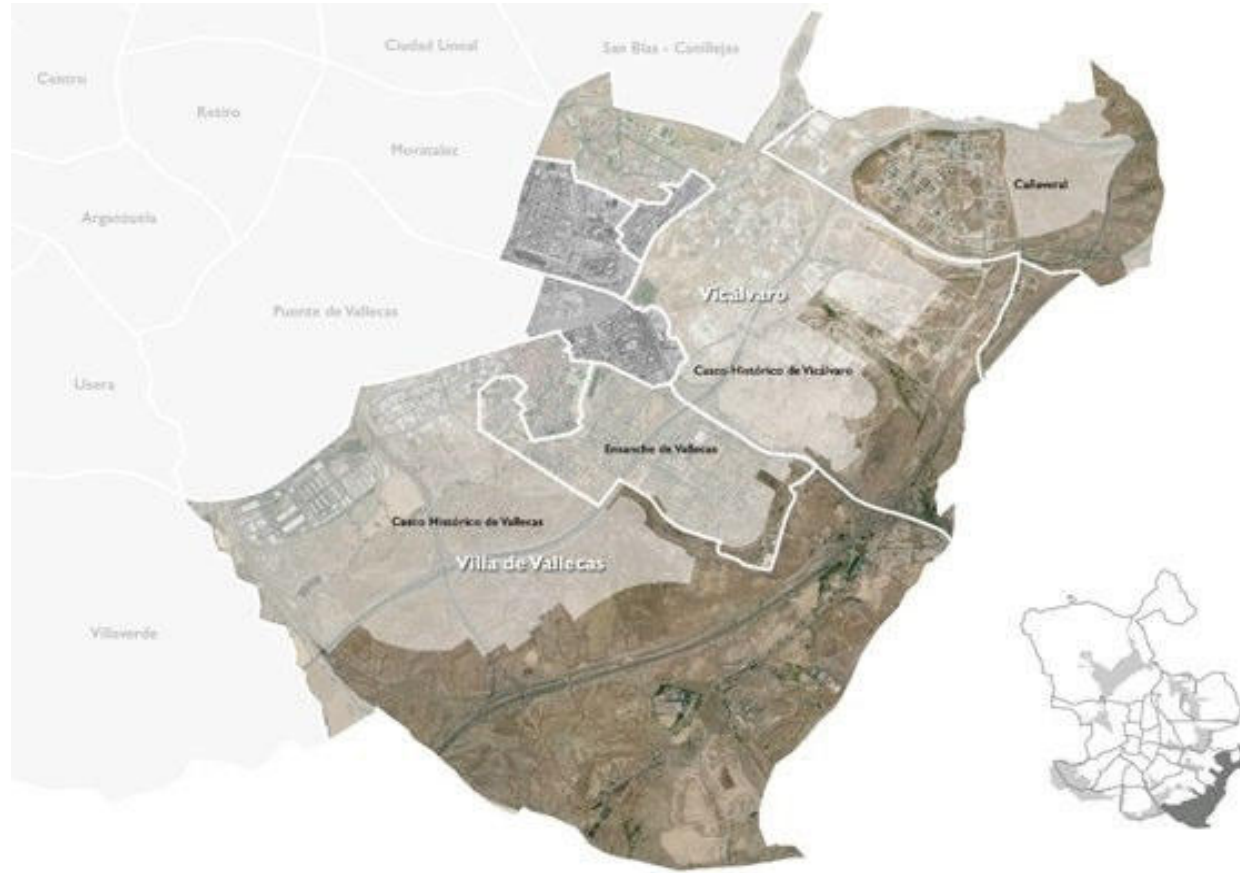 Ciudad Lineal
San Blas - Canillejas
Centro
Retiro
Moratalaz
Cañaveral
Arganzuela
Vicálvaro
Puente de Vallecas
Casco Histórico de Vicálvaro
Usera
Ensanche de Vallecas
Casco Histórico de Vallecas
Villa de Vallecas
Villaverde